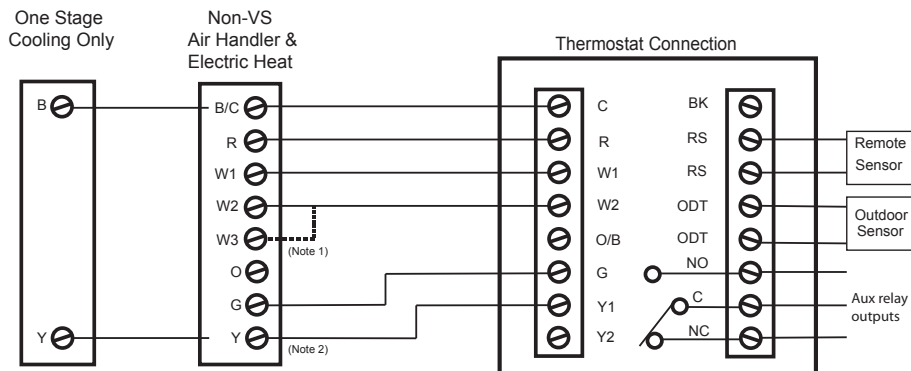 One Stage
Cooling Only
Non-VS
Air Handler &
Electric Heat
Thermostat Connection
B
Y
B/C
R
W1
W2
W3
(Note 1)
O
G
Y
(Note 2)
C
R
W1
W2
O/B
G
Y1
Y2
BK
RS
RS
ODT
ODT
NO
C
NC
Remote
Sensor
Outdoor
Sensor
Aux relay
outputs